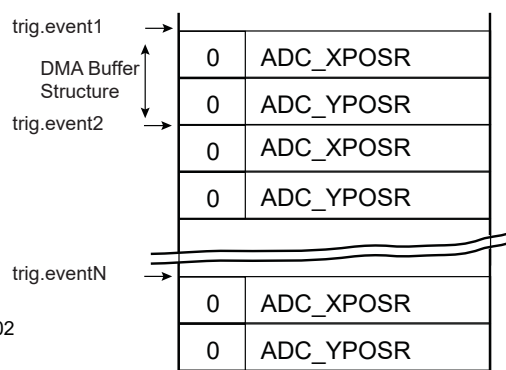 trig.event1
0 ADC_XPOSR
DMA Buffer
Structure
0 ADC_YPOSR
trig.event2
0 ADC_XPOSR
0 ADC_YPOSR
trig.eventN
0 ADC_XPOSR
02
0 ADC_YPOSR